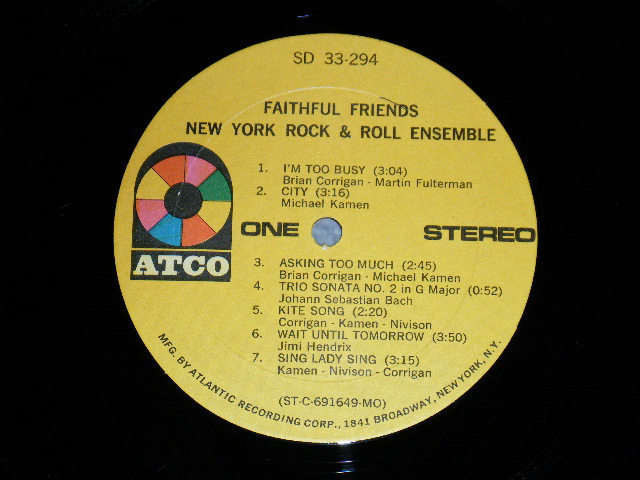 SD 33-294
FAITHFUL FRIENDS
NEW YORK ROCK & ROLL ENSEMBLE
1. I'M TOO BUSY (3:04)
Brian Corrigan - Martin Fulterman
2. CITY (3:16)
Michael Kamen
ONE
STEREO
ATCO
3. ASKING TOO MUCH (2:45)
Brian Corrigan - Michael Kamen
4. TRIO SONATA NO. 2 in G Major (0:52)
Johann Sebastian Bach
5. KITE SONG (2:20)
Corrigan - Kamen - Nivison
6. WAIT UNTIL TOMORROW (3:50)
Jimi Hendrix
7. SING LADY SING (3:15)
Kamen - Nivison - Corrigan
(ST-C-691649-MO)
MFG. BY ATLANTIC RECORDING CORP., 1841 BROADWAY, NEW YORK, N.Y.